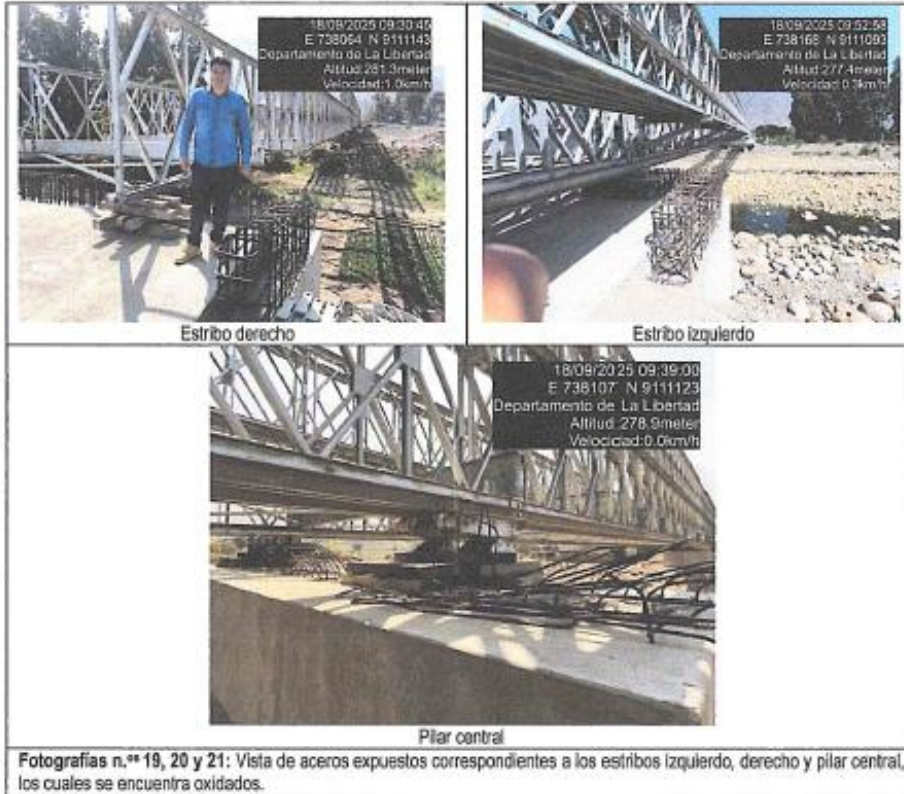 18/09/2025 09:30:45
E 738064 N 9111143
Departamento de La Libertad
Altitud:281.3meter
Velocidad:1.0km/h
Estribo derecho
18/09/2025 09:52:58
E 738168 N 9111093
Departamento de La Libertad
Altitud:277.4meter
Velocidad:0.3km/h
Estribo izquierdo
18/09/2025 09:39:00
E 738107 N 9111123
Departamento de La Libertad
Altitud:278.9meter
Velocidad:0.0km/h
Pilar central
Fotografías n.ºs 19, 20 y 21: Vista de aceros expuestos correspondientes a los estribos izquierdo, derecho y pilar central,
los cuales se encuentra oxidados.